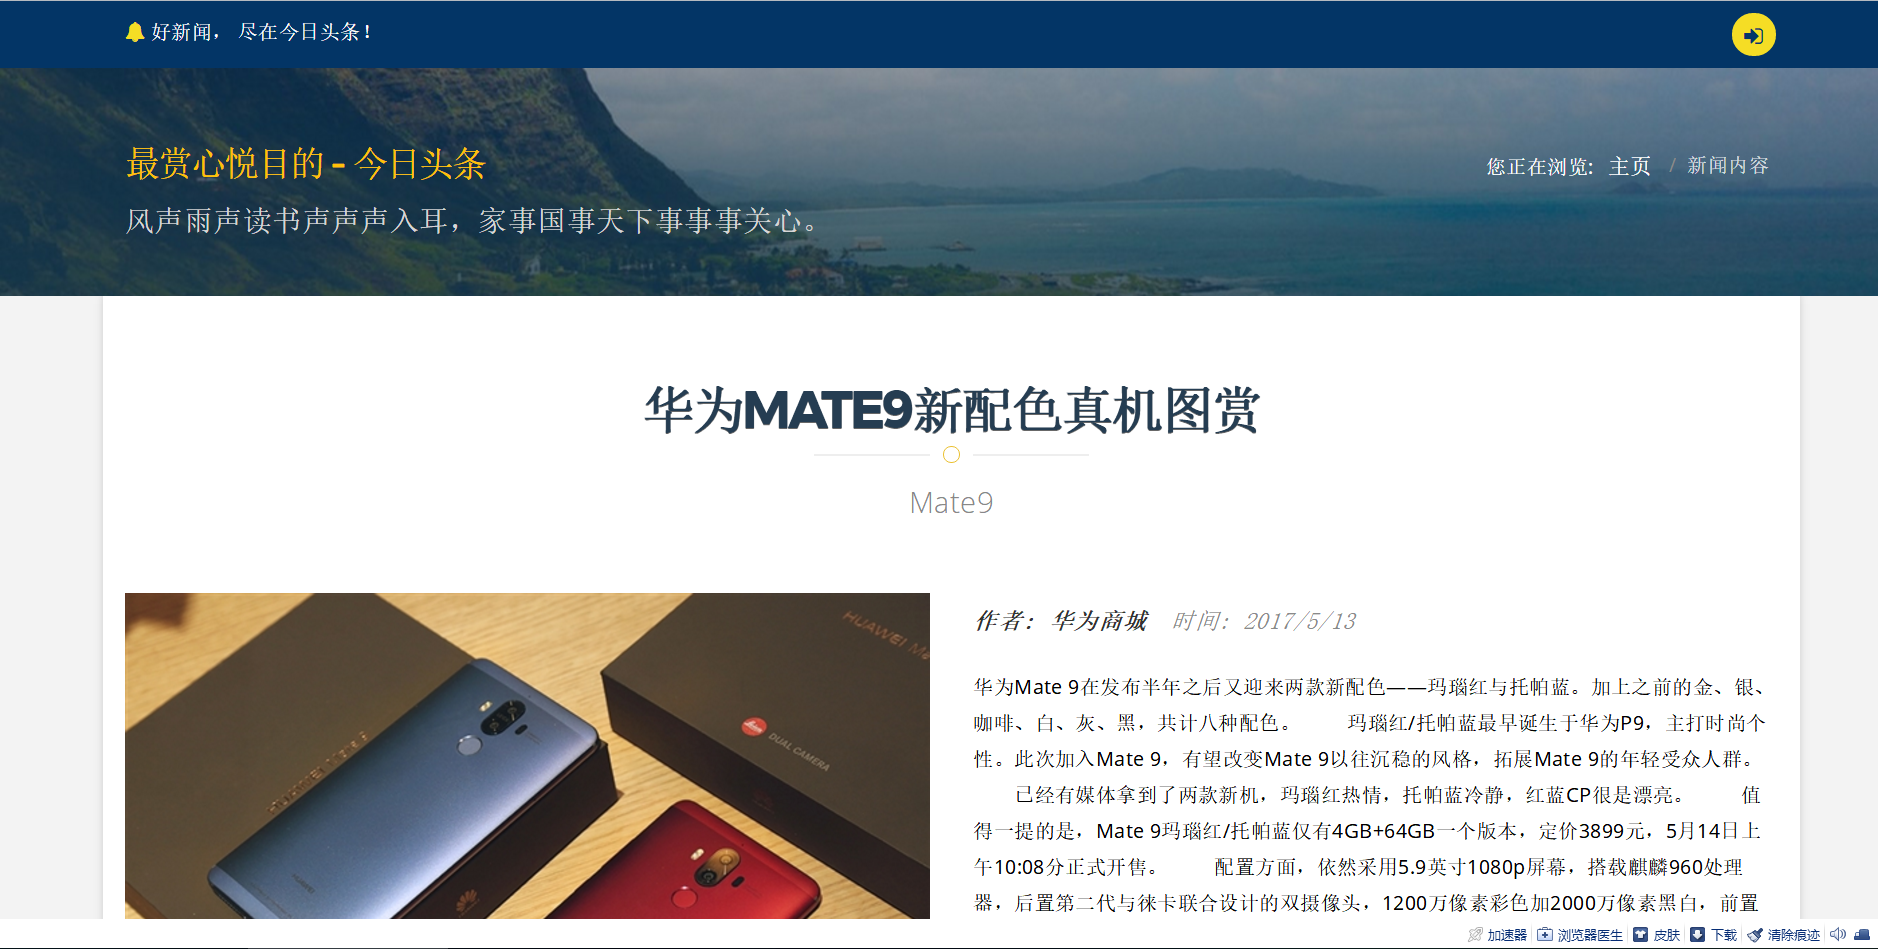 好新闻， 尽在今日头条！
最赏心悦目的 - 今日头条
您正在浏览: 主页 / 新闻内容
风声雨声读书声声声入耳，家事国事天下事事事关心。
华为MATE9新配色真机图赏
Mate9
作者：华为商城 时间：2017/5/13
华为Mate 9在发布半年之后又迎来两款新配色——玛瑙红与托帕蓝。加上之前的金、银、
咖啡、白、灰、黑，共计八种配色。 玛瑙红/托帕蓝最早诞生于华为P9，主打时尚个
性。此次加入Mate 9，有望改变Mate 9以往沉稳的风格，拓展Mate 9的年轻受众人群。
已经有媒体拿到了两款新机，玛瑙红热情，托帕蓝冷静，红蓝CP很是漂亮。 值
得一提的是，Mate 9玛瑙红/托帕蓝仅有4GB+64GB一个版本，定价3899元，5月14日上
午10:08分正式开售。 配置方面，依然采用5.9英寸1080p屏幕，搭载麒麟960处理
器，后置第二代与徕卡联合设计的双摄像头，1200万像素彩色加2000万像素黑白，前置
HUAWEI
DUAL CAMERA
HUAWEI
加速器 浏览器医生 皮肤 下载 清除痕迹